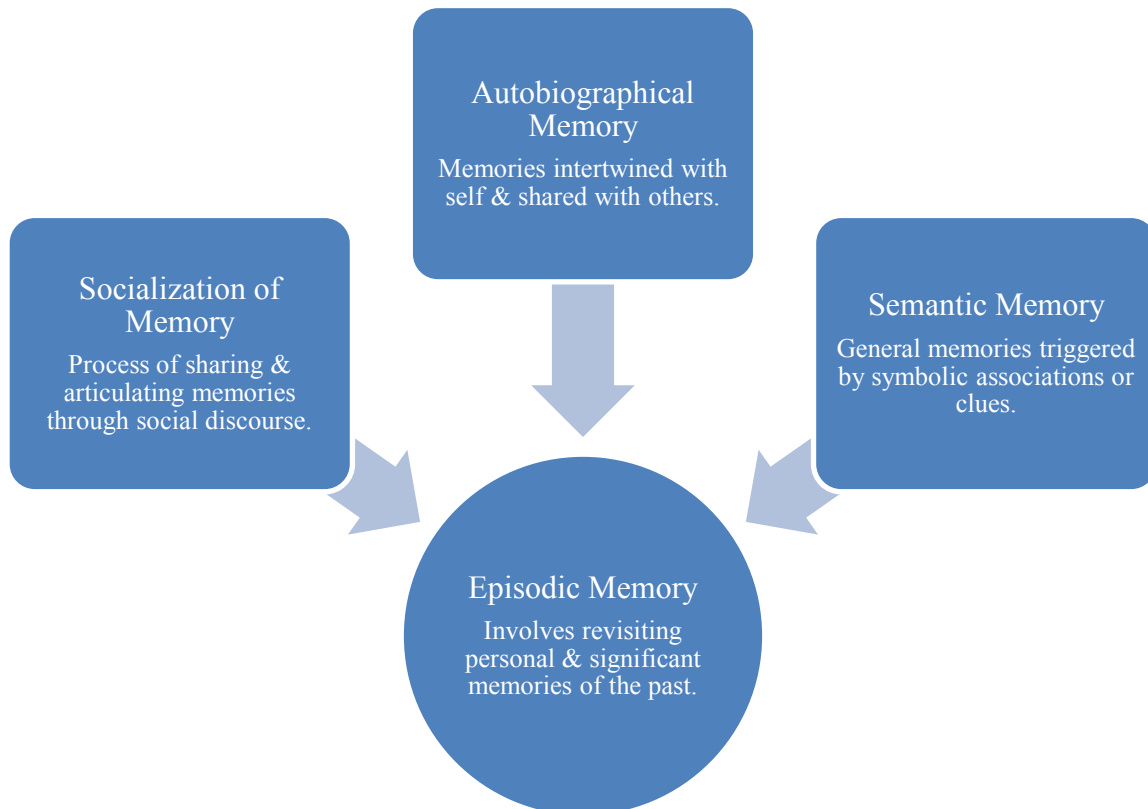 Autobiographical
Memory
Memories intertwined with
self & shared with others.
Socialization of
Memory
Process of sharing &
articulating memories
through social discourse.
Semantic Memory
General memories triggered
by symbolic associations or
clues.
Episodic Memory
Involves revisiting
personal & significant
memories of the past.